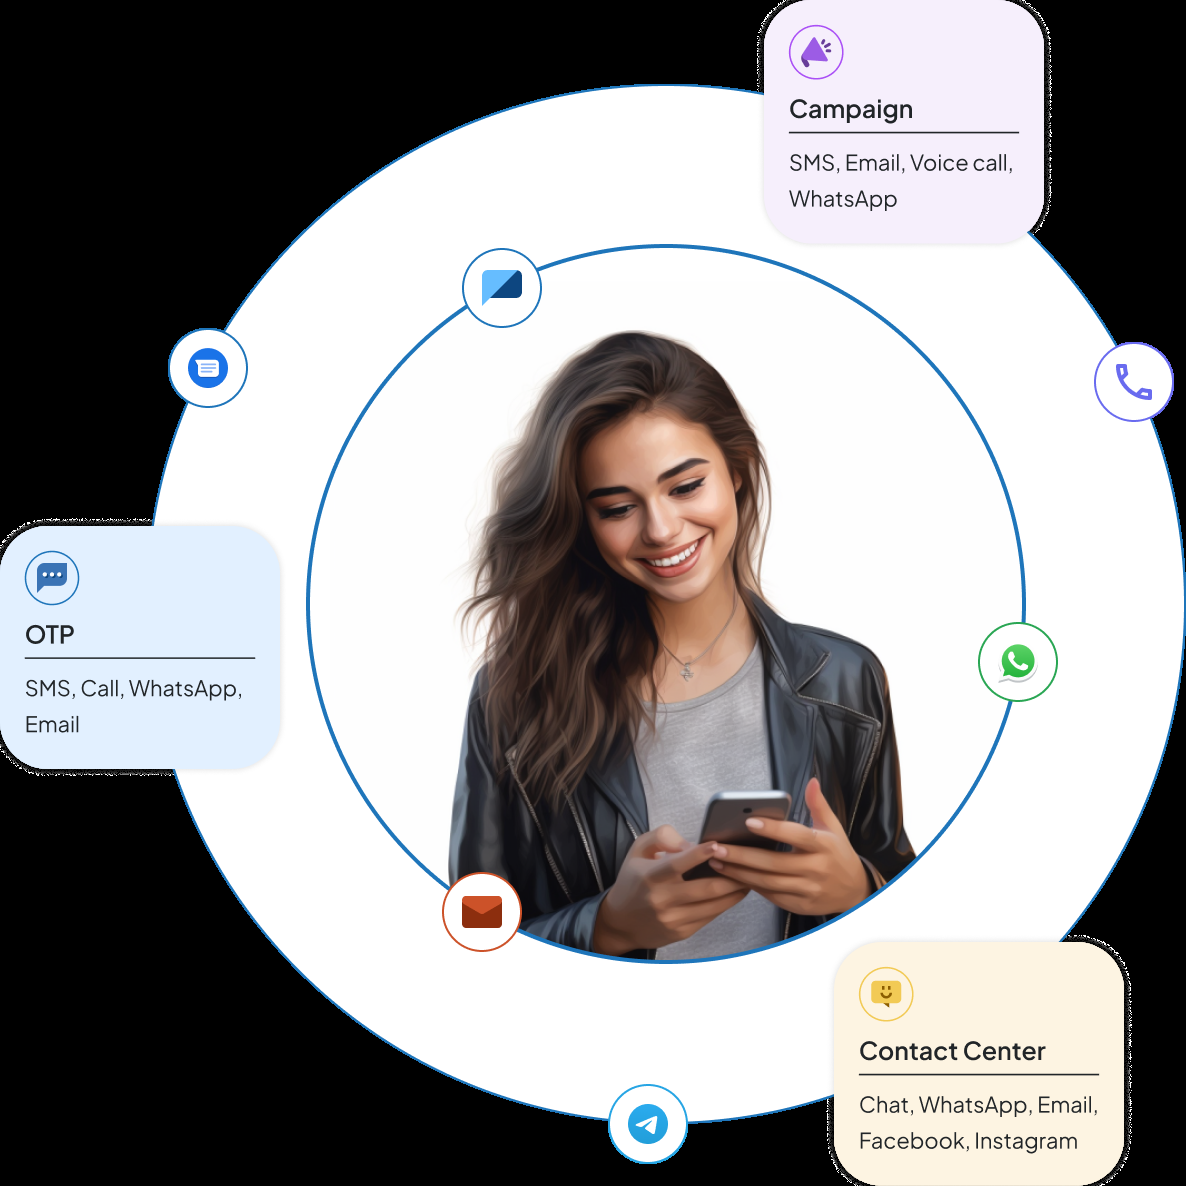 Campaign
SMS, Email, Voice call,
WhatsApp
OTP
SMS, Call, WhatsApp,
Email
Contact Center
Chat, WhatsApp, Email,
Facebook, Instagram